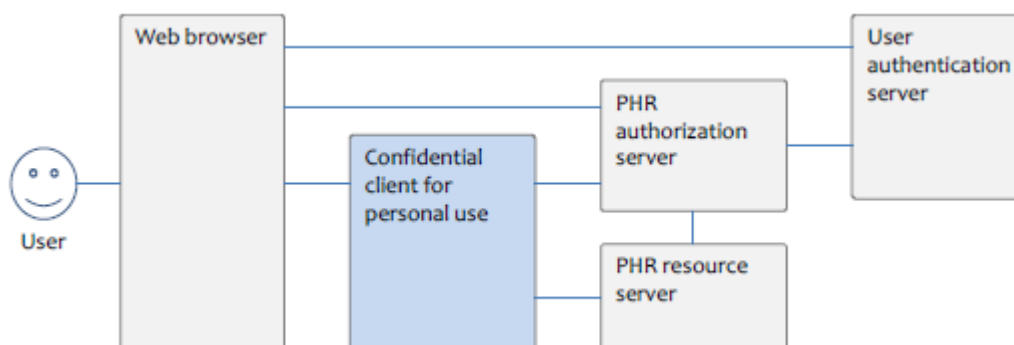 Web browser
User
authentication
server
PHR
authorization
server
Confidential
client for
personal use
User
PHR resource
server